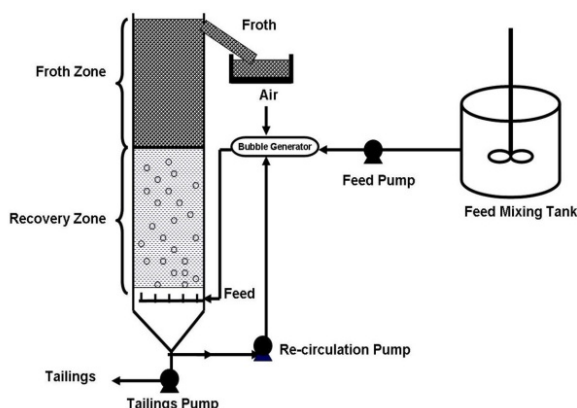 Froth
Froth Zone
Air
Bubble Generator
Feed Pump
Feed Mixing Tank
Recovery Zone
Feed
Re-circulation Pump
Tailings
Tailings Pump